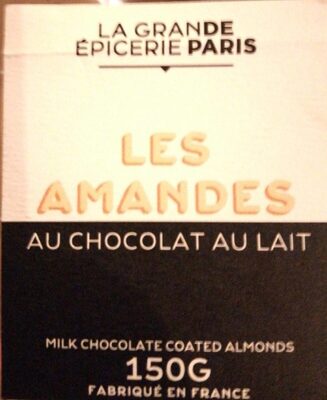 LA GRANDE
ÉPICERIE PARIS
LES
AMANDES
AU CHOCOLAT AU LAIT
MILK CHOCOLATE COATED ALMONDS
150G
FABRIQUÉ EN FRANCE